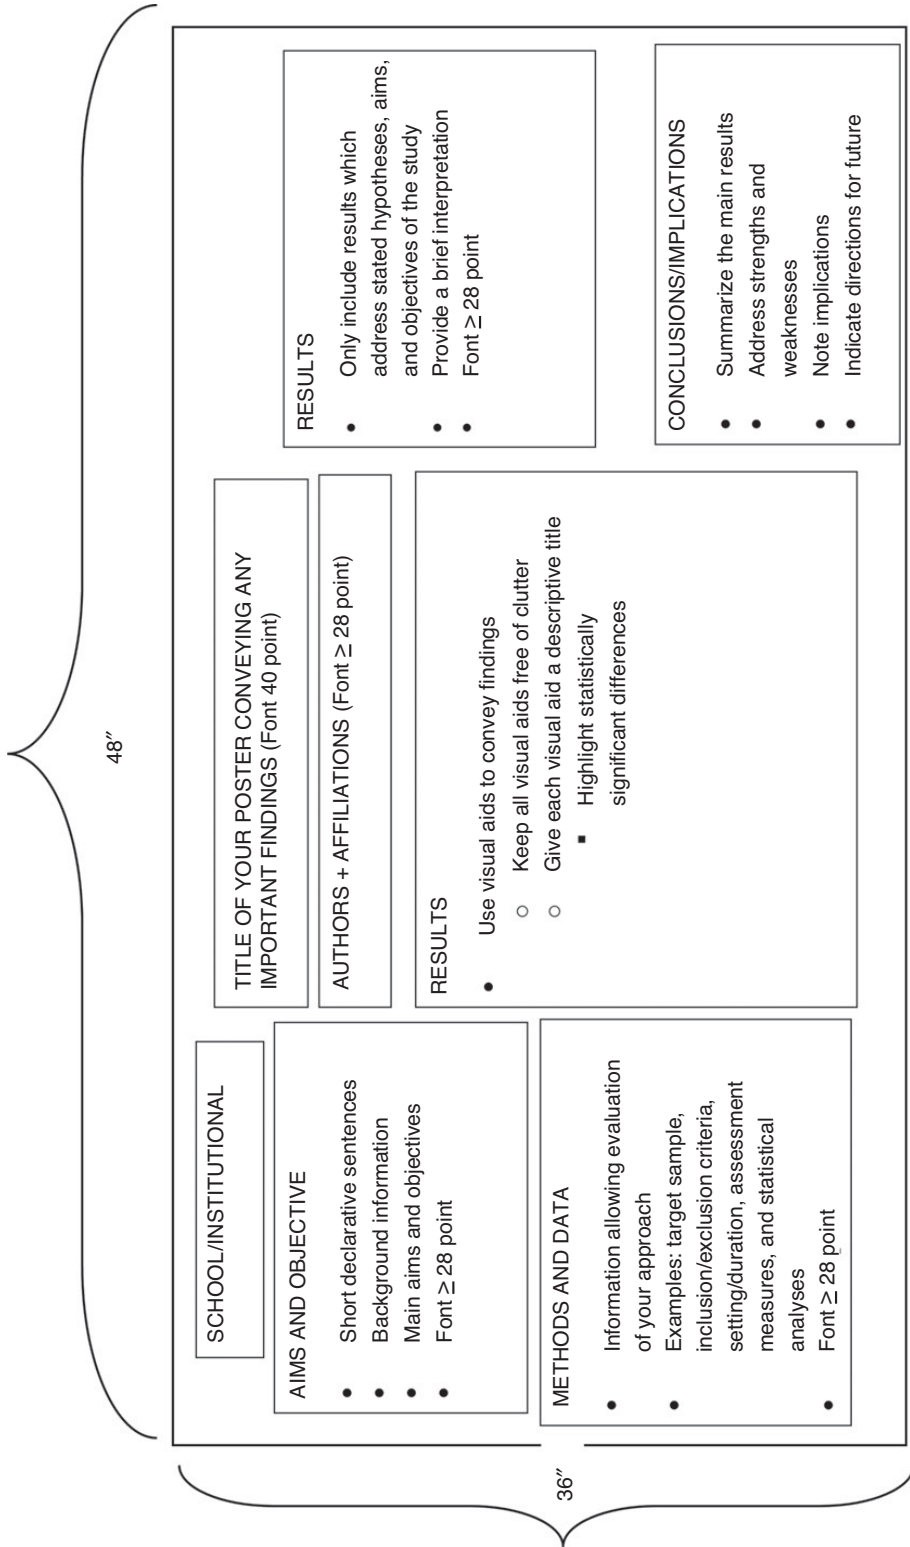 48″
36″
SCHOOL/INSTITUTIONAL
AIMS AND OBJECTIVE
• Short declarative sentences
• Background information
• Main aims and objectives
• Font ≥ 28 point
METHODS AND DATA
• Information allowing evaluation
of your approach
• Examples: target sample,
inclusion/exclusion criteria,
setting/duration, assessment
measures, and statistical
analyses
• Font ≥ 28 point
TITLE OF YOUR POSTER CONVEYING ANY
IMPORTANT FINDINGS (Font 40 point)
AUTHORS + AFFILIATIONS (Font ≥ 28 point)
RESULTS
• Use visual aids to convey findings
○ Keep all visual aids free of clutter
○ Give each visual aid a descriptive title
■ Highlight statistically
significant differences
RESULTS
• Only include results which
address stated hypotheses, aims,
and objectives of the study
• Provide a brief interpretation
• Font ≥ 28 point
CONCLUSIONS/IMPLICATIONS
• Summarize the main results
• Address strengths and
weaknesses
• Note implications
• Indicate directions for future